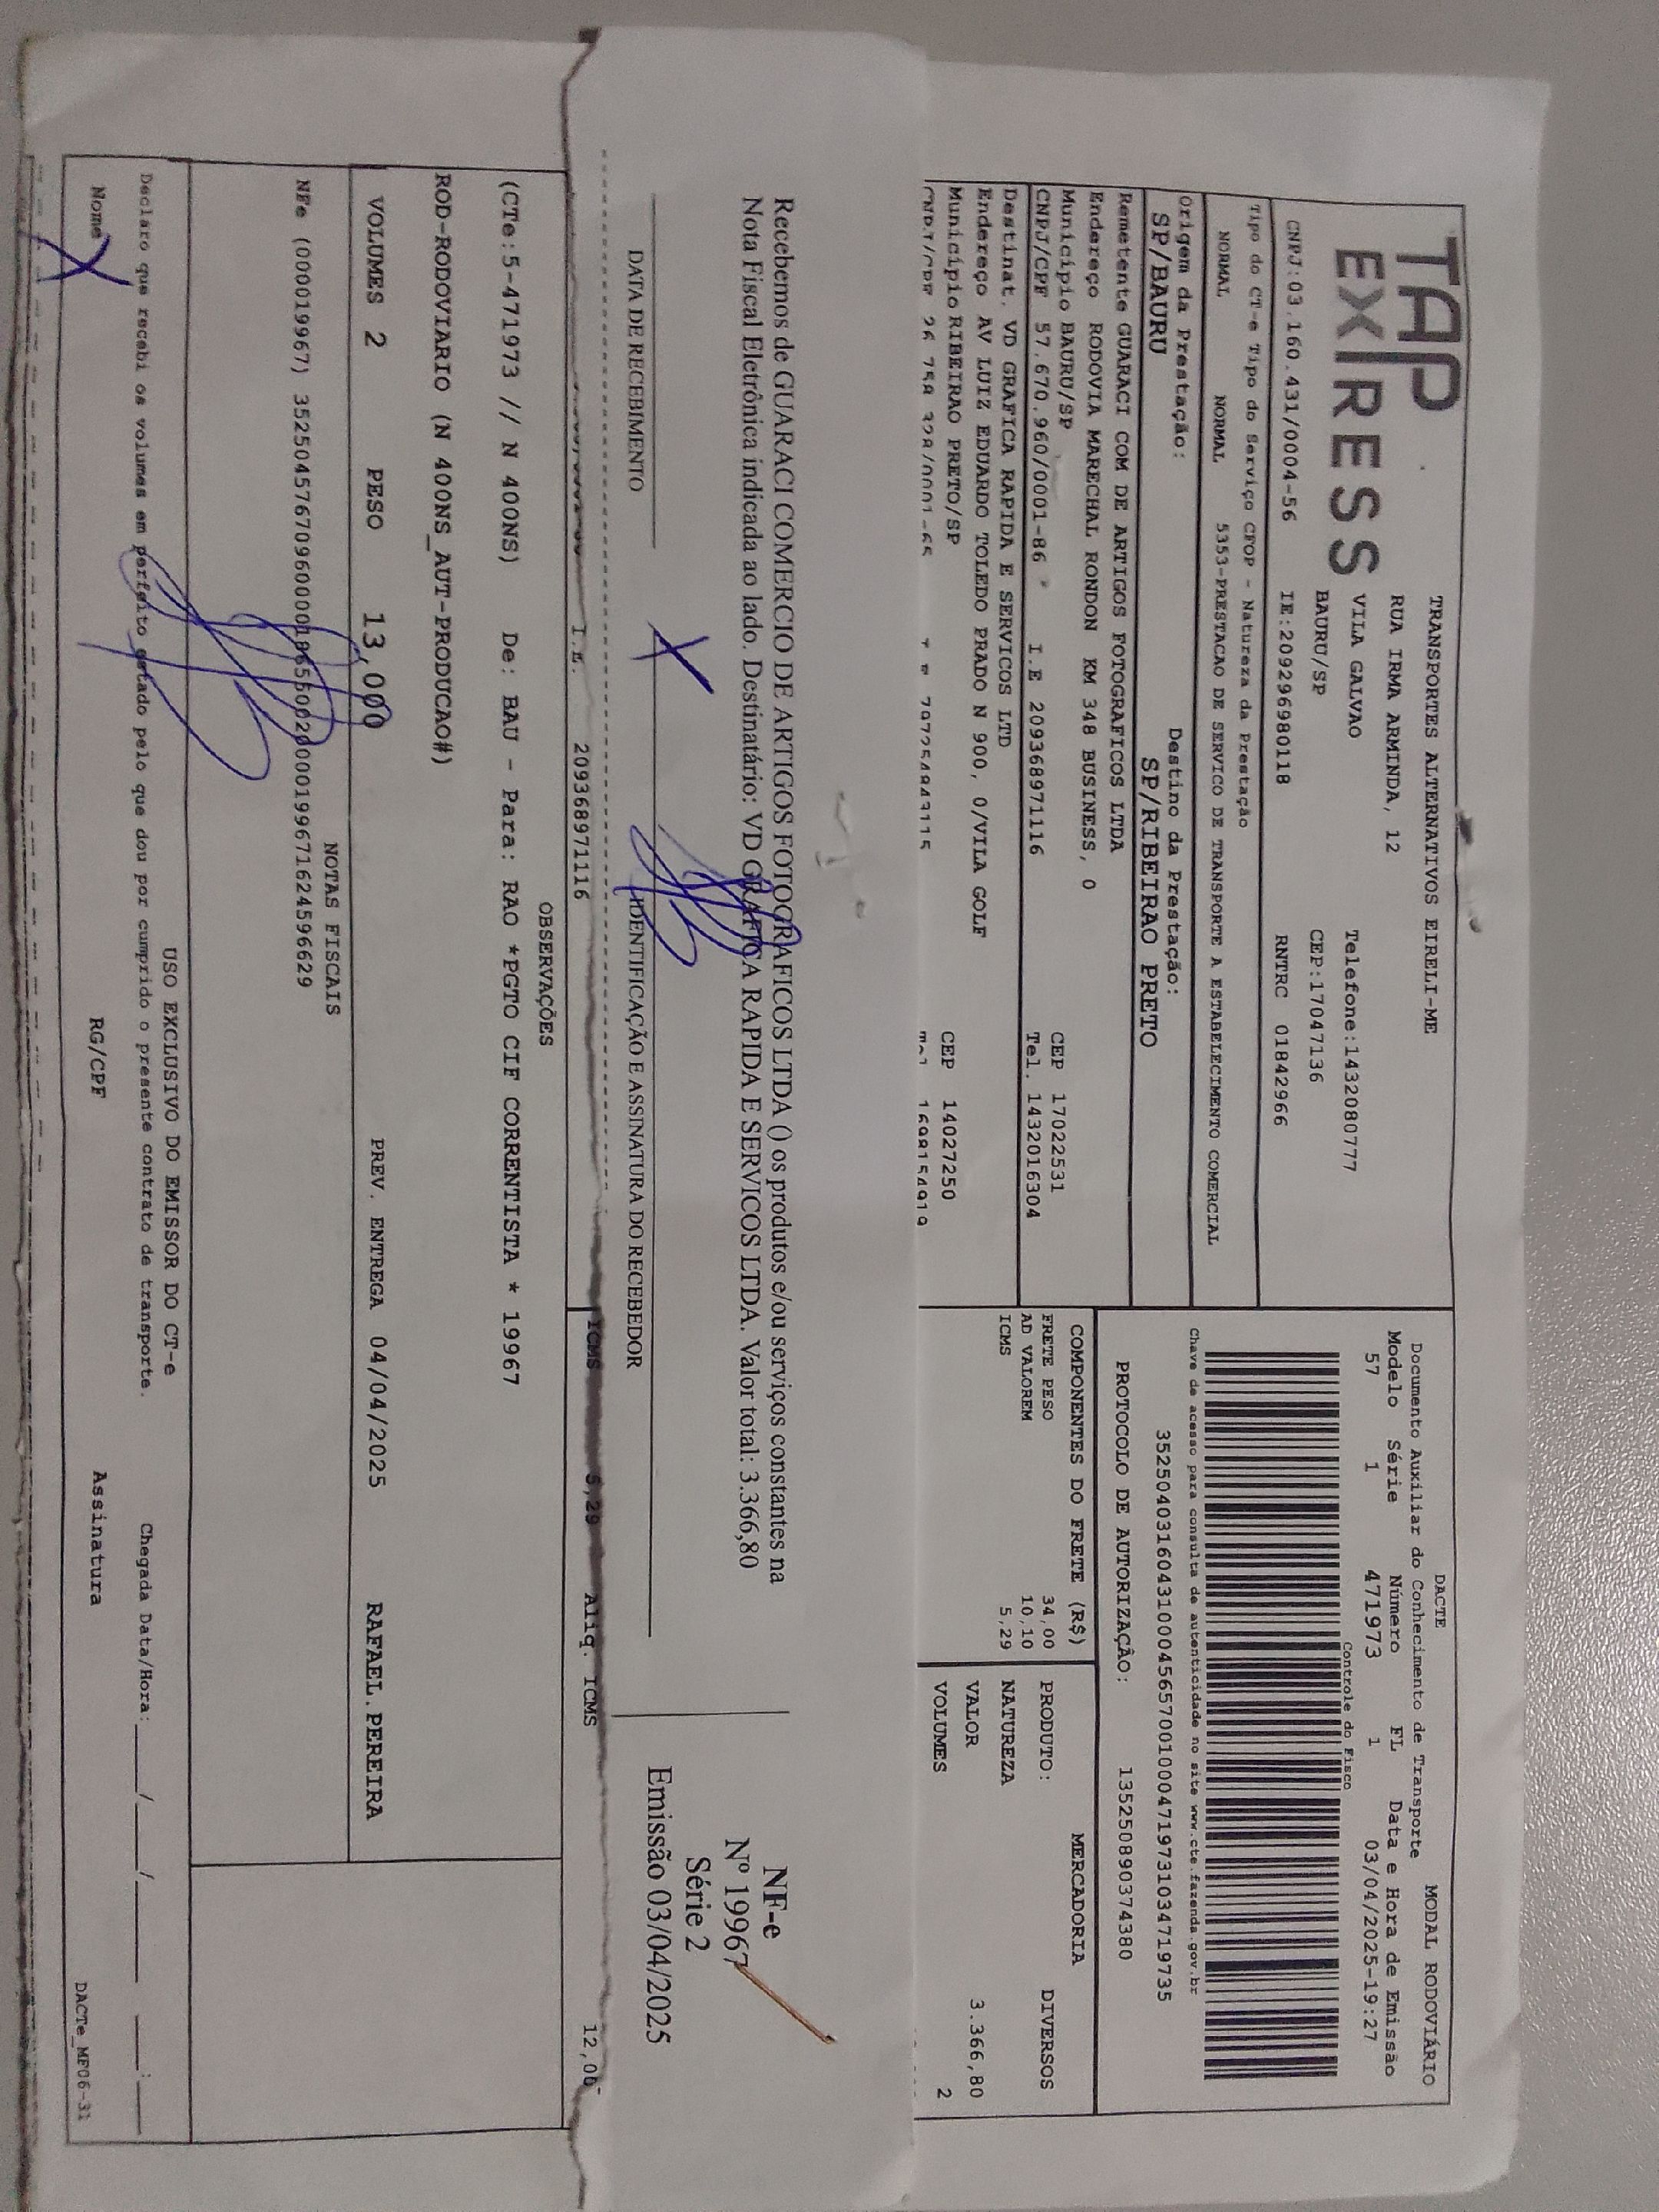 TAP
EXPRESS
TRANSPORTES ALTERNATIVOS EIRELI-ME
RUA IRMA ARMINDA, 12
VILA GALVAO Telefone:1432080777
BAURU/SP CEP:17047136
CNPJ:03.160.431/0004-56 IE:209296980118 RNTRC 01842966
Tipo do CT-e Tipo do Serviço CFOP - Natureza da Prestação
NORMAL NORMAL 5353-PRESTACAO DE SERVICO DE TRANSPORTE A ESTABELECIMENTO COMERCIAL
Origem da Prestação: Destino da Prestação:
SP/BAURU SP/RIBEIRAO PRETO
Remetente GUARACI COM DE ARTIGOS FOTOGRAFICOS LTDA
Endereço RODOVIA MARECHAL RONDON KM 348 BUSINESS, 0
Município BAURU/SP CEP 17022531
CNPJ/CPF 57.670.960/0001-86 I.E 209368971116 Tel. 1432016304
Destinat. VD GRAFICA RAPIDA E SERVICOS LTD
Endereço AV LUIZ EDUARDO TOLEDO PRADO N 900, 0/VILA GOLF
Município RIBEIRAO PRETO/SP CEP 14027250
DACTE MODAL RODOVIÁRIO
Documento Auxiliar do Conhecimento de Transporte
Modelo Série Número FL Data e Hora de Emissão
57 1 471973 1 03/04/2025-19:27
Controle do Fisco
Chave de acesso para consulta de autenticidade no site www.cte.fazenda.gov.br
35250403160431000456570010004719731034719735
PROTOCOLO DE AUTORIZAÇÃO: 135250890374380
COMPONENTES DO FRETE (R$)
FRETE PESO 34,00
AD VALOREM 10,10
ICMS 5,29
MERCADORIA
PRODUTO: DIVERSOS
NATUREZA
VALOR 3.366,80
VOLUMES 2
Recebemos de GUARACI COMERCIO DE ARTIGOS FOTOGRAFICOS LTDA () os produtos e/ou serviços constantes na
Nota Fiscal Eletrônica indicada ao lado. Destinatário: VD GRAFICA RAPIDA E SERVICOS LTDA. Valor total: 3.366,80
X
DATA DE RECEBIMENTO IDENTIFICAÇÃO E ASSINATURA DO RECEBEDOR
NF-e
Nº 19967
Série 2
Emissão 03/04/2025
I.E. 209368971116 ICMS 5,29 Aliq. ICMS 12,00
OBSERVAÇÕES
(CTe:5-471973 // N 400NS) De: BAU - Para: RAO *PGTO CIF CORRENTISTA * 19967
ROD-RODOVIARIO (N 400NS_AUT-PRODUCAO#)
VOLUMES 2 PESO 13,000 PREV. ENTREGA 04/04/2025 RAFAEL.PEREIRA
NOTAS FISCAIS
NFe (000019967)
USO EXCLUSIVO DO EMISSOR DO CT-e
Declaro que recebi os volumes em perfeito estado pelo que dou por cumprido o presente contrato de transporte. Chegada Data/Hora:____/____/______ ___:___
Nome X RG/CPF Assinatura DACTe_MF06-31